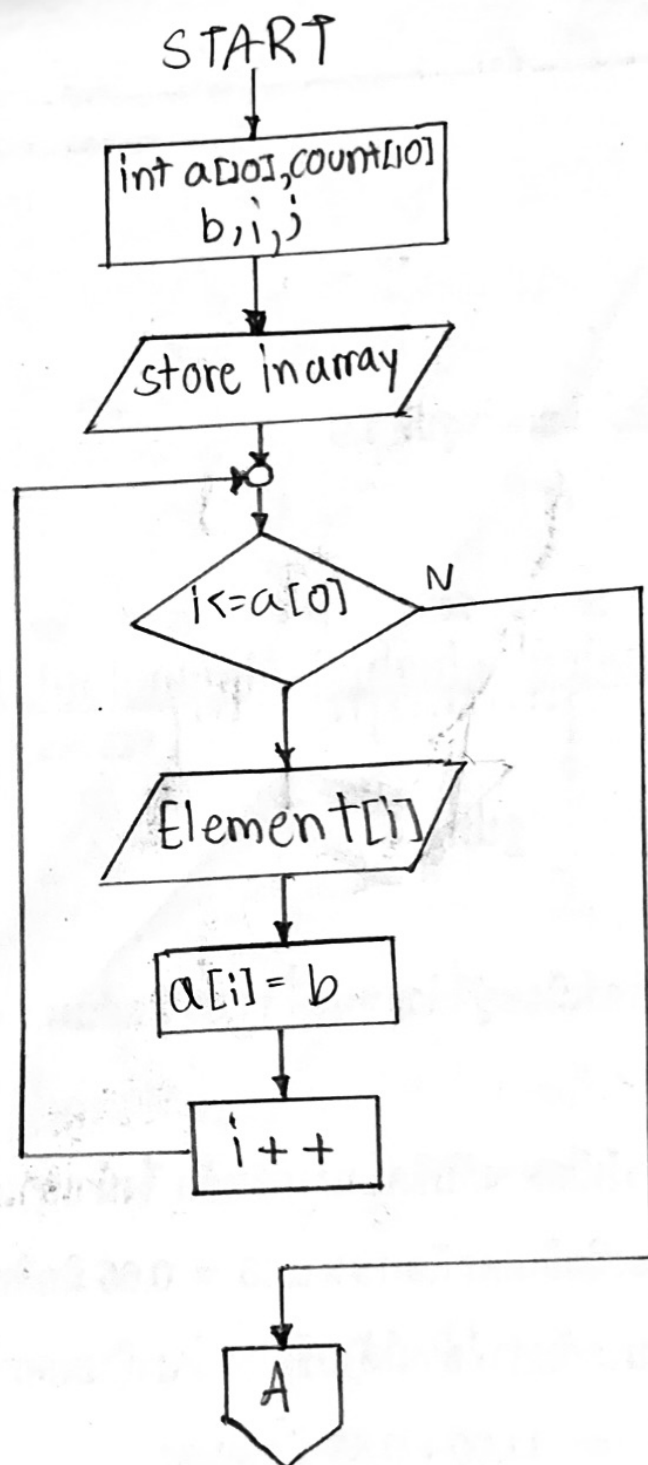 START
int a[10],count[10]
b,i,j
store in array
i<=a[0]
N
Element[i]
a[i]= b
i++
A